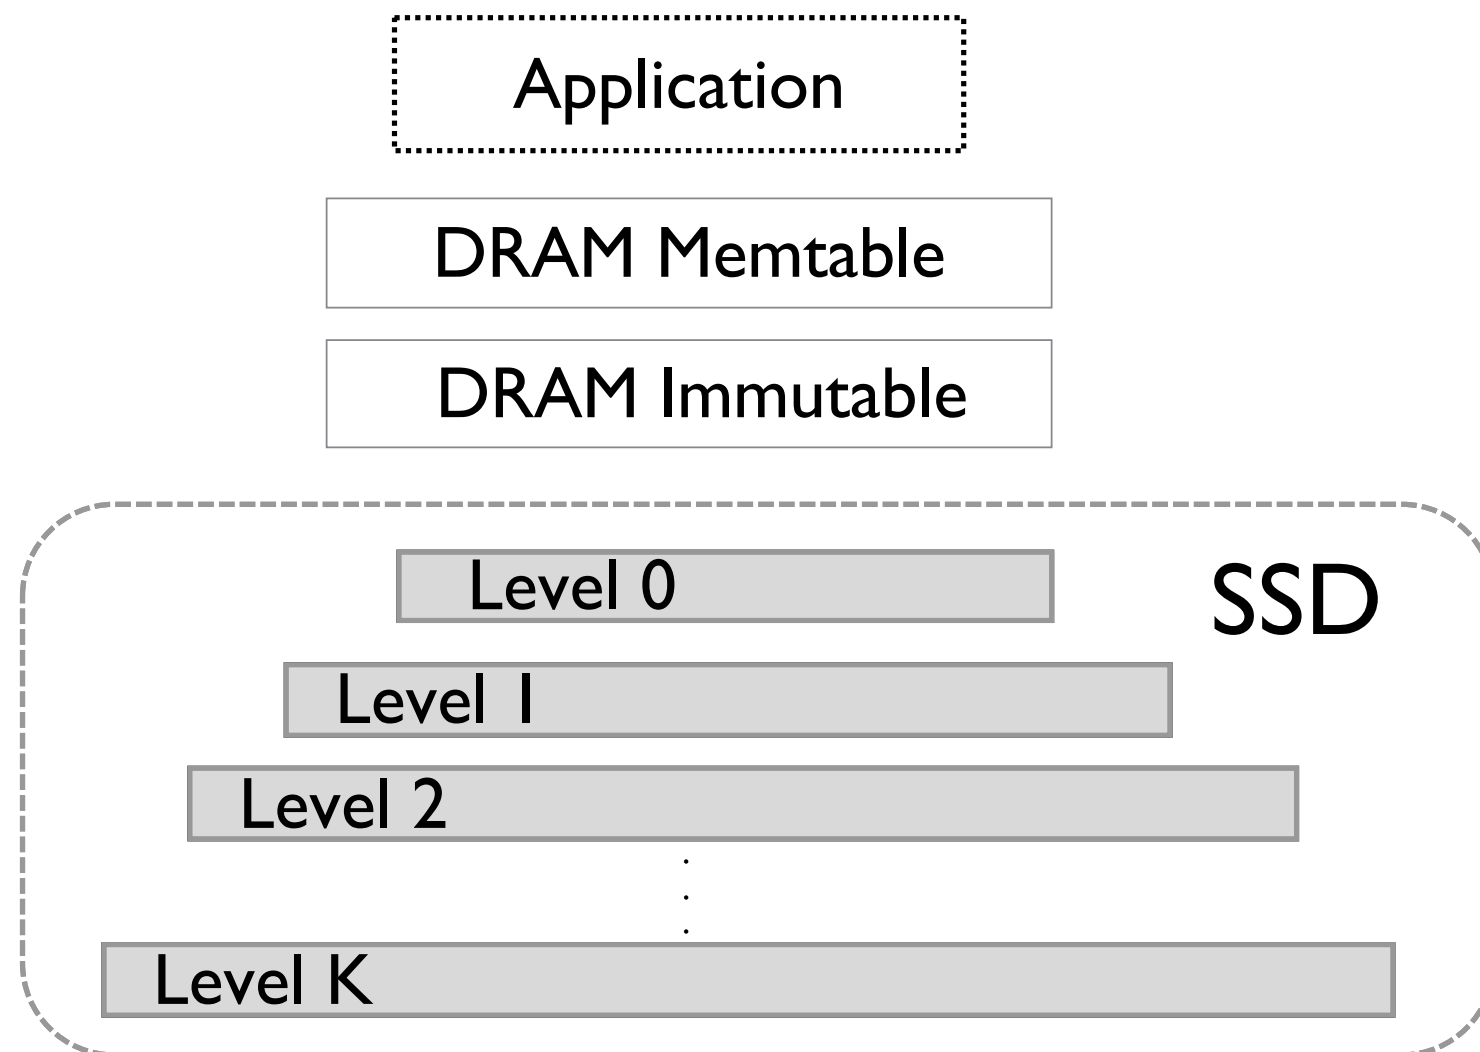 Application
DRAM Memtable
DRAM Immutable
Level 0
SSD
Level 1
Level 2
Level K